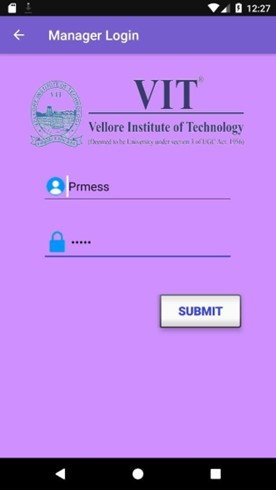 12:27
Manager Login
VIT®
Vellore Institute of Technology
(Deemed to be University under section 3 of UGC Act, 1956)
Prmess
•••••
SUBMIT